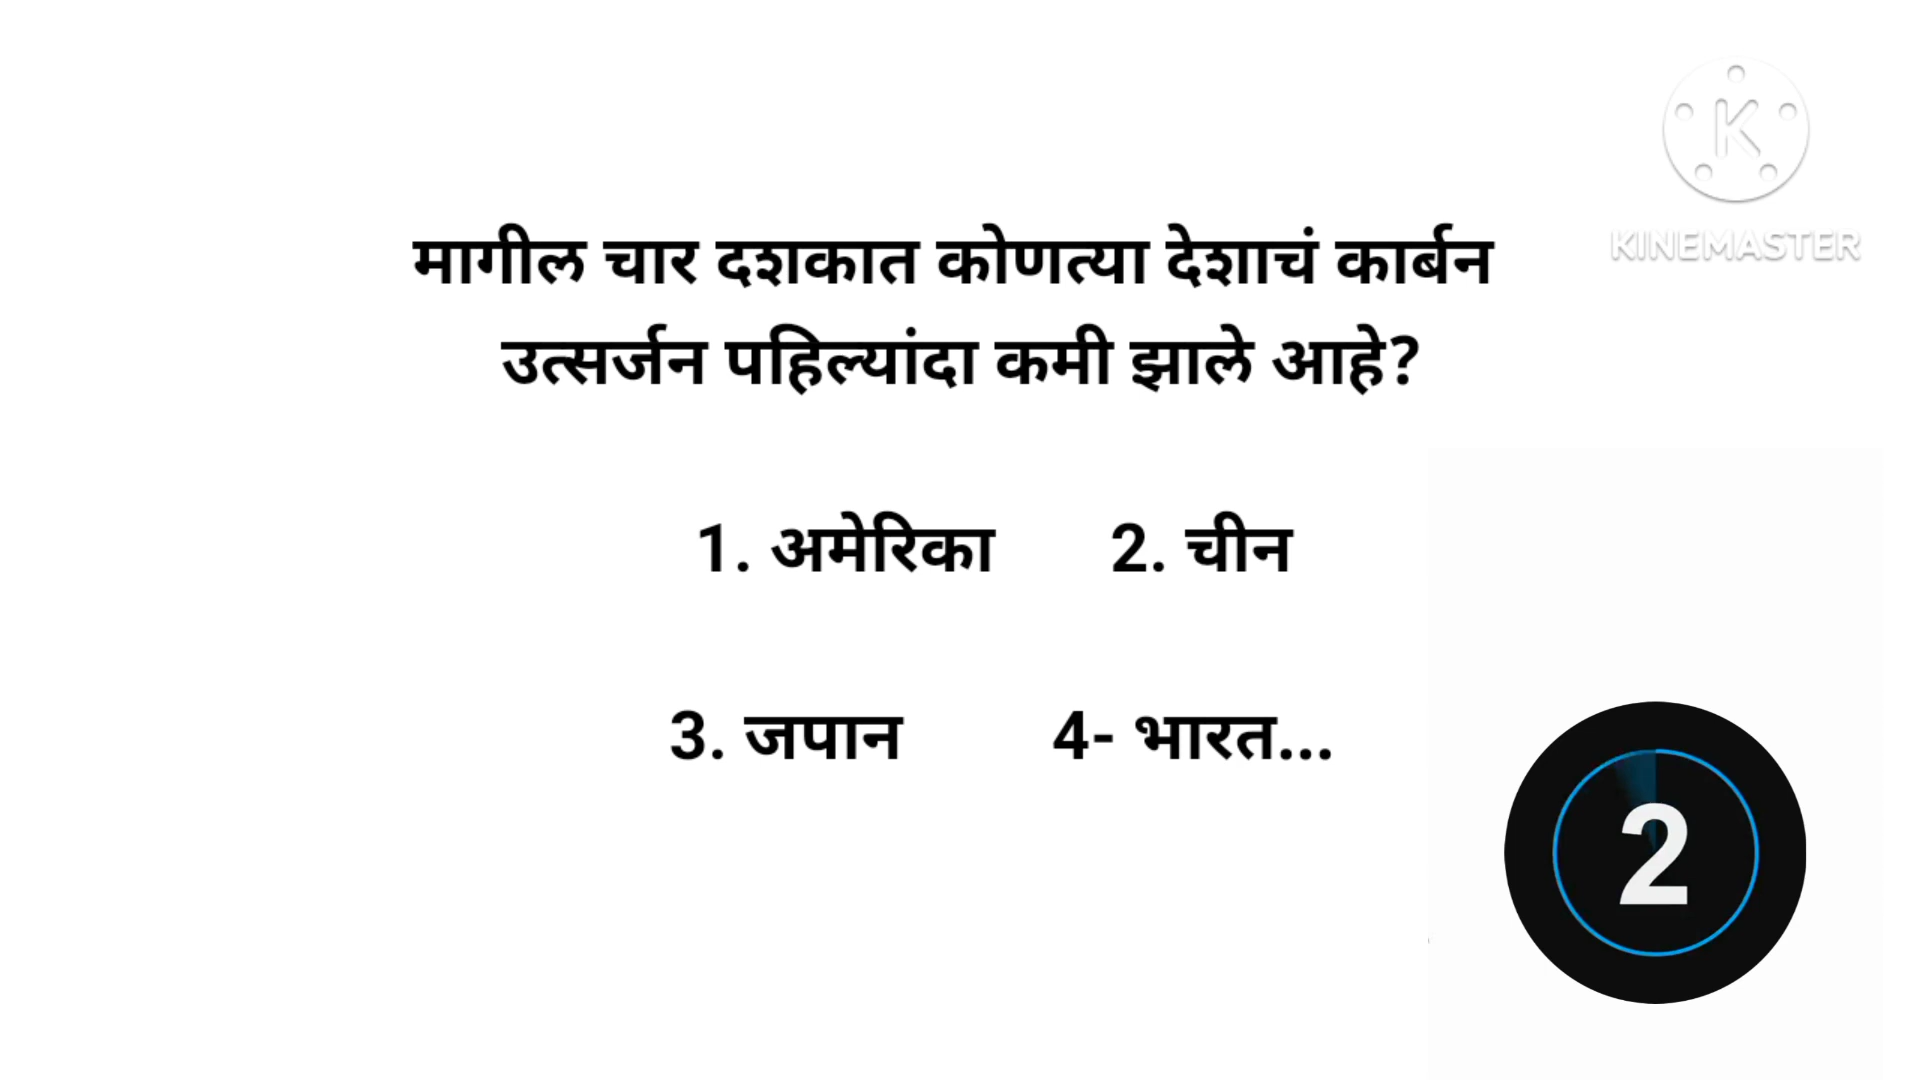 KINEMASTER
मागील चार दशकात कोणत्या देशाचं कार्बन
उत्सर्जन पहिल्यांदा कमी झाले आहे?
1. अमेरिका 2. चीन
3. जपान 4- भारत...
2